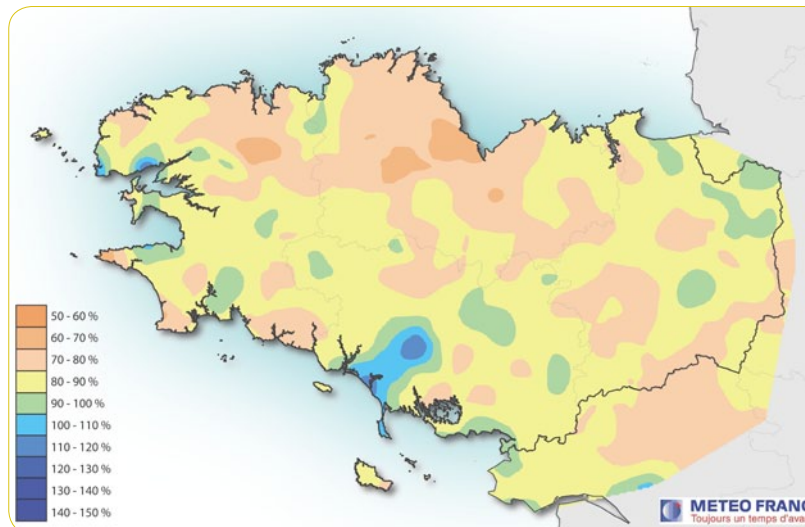 50 - 60 %
60 - 70 %
70 - 80 %
80 - 90 %
90 - 100 %
100 - 110 %
110 - 120 %
120 - 130 %
130 - 140 %
140 - 150%
METEO FRANC
Toujours un temps d'ava